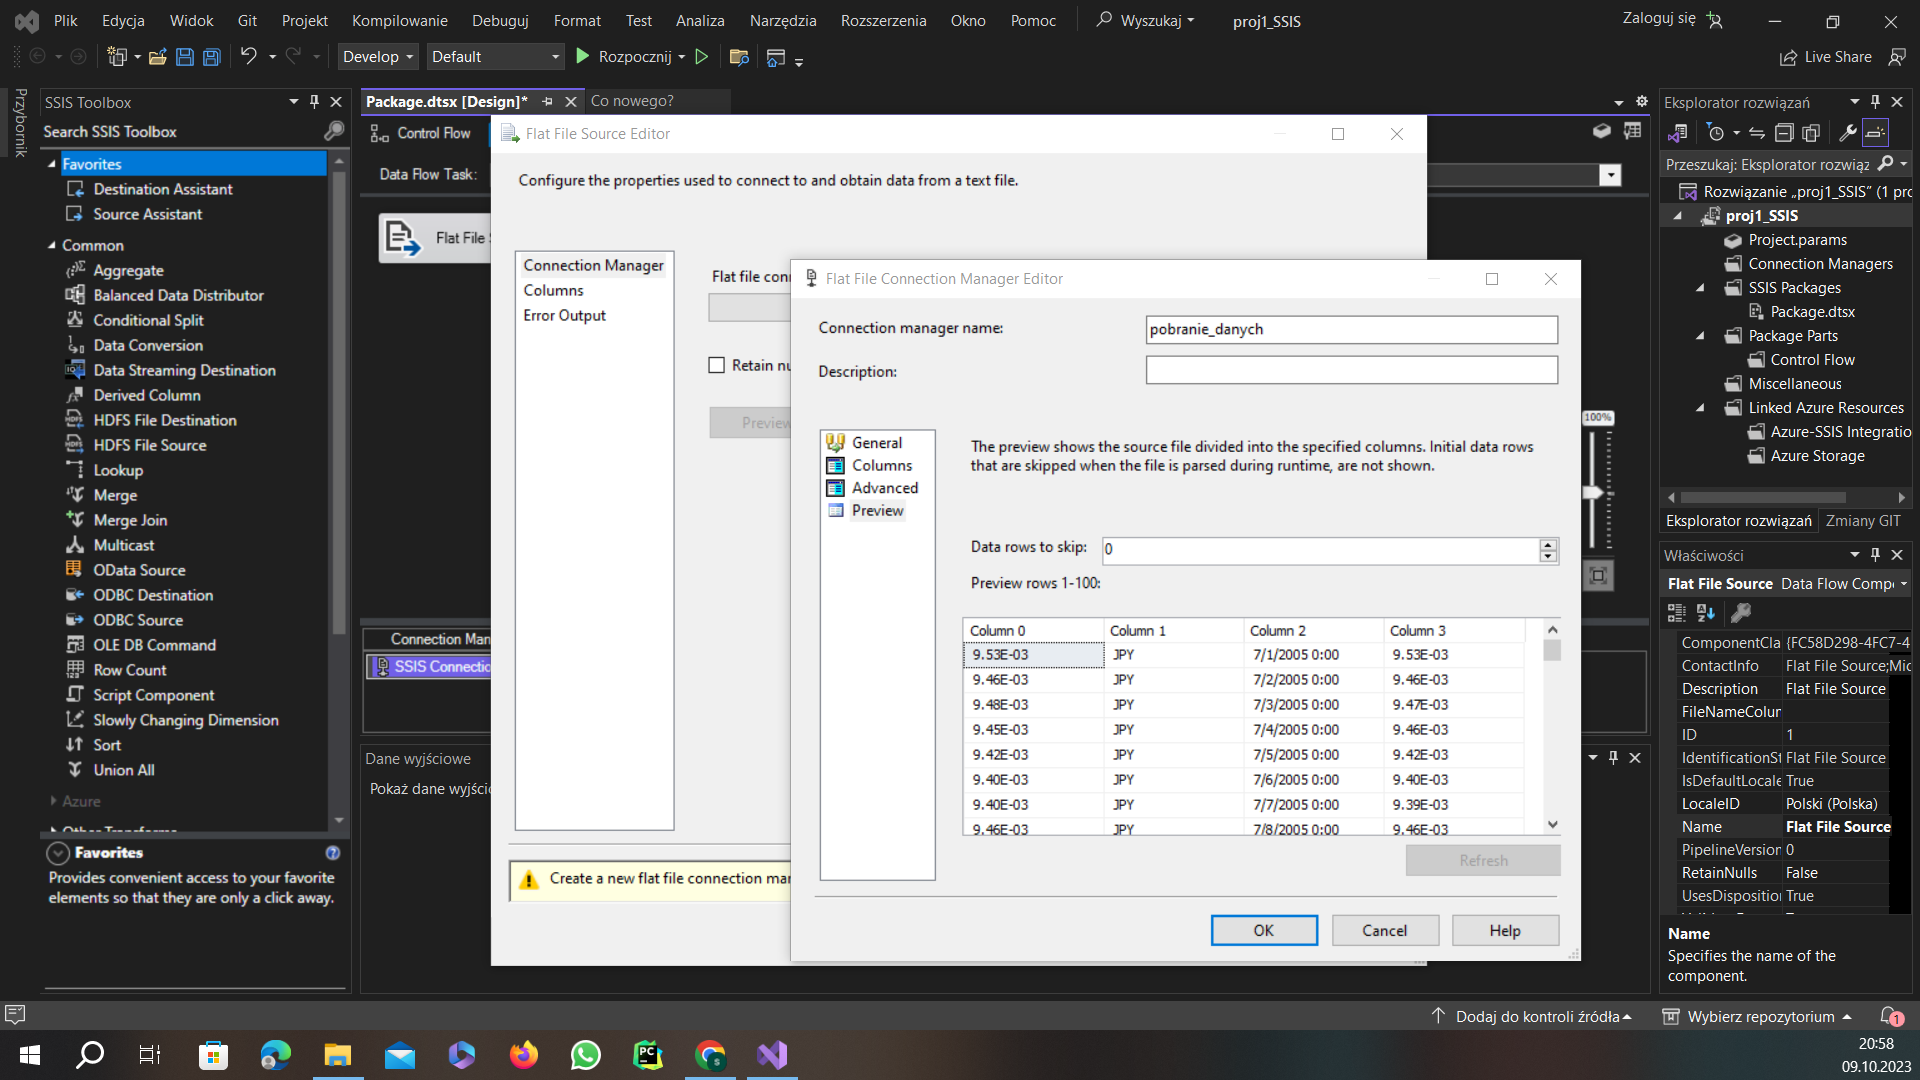 Plik Edycja Widok Git Projekt Kompilowanie Debuguj Format Test Analiza Narzędzia Rozszerzenia Okno Pomoc Wyszukaj proj1_SSIS Zaloguj się
Develop Default Rozpocznij Live Share
Przybornik
SSIS Toolbox
Search SSIS Toolbox
Favorites
Destination Assistant
Source Assistant
Common
Aggregate
Balanced Data Distributor
Conditional Split
Data Conversion
Data Streaming Destination
Derived Column
HDFS File Destination
HDFS File Source
Lookup
Merge
Merge Join
Multicast
OData Source
ODBC Destination
ODBC Source
OLE DB Command
Row Count
Script Component
Slowly Changing Dimension
Sort
Union All
Azure
Other Transforms
Favorites
Provides convenient access to your favorite
elements so that they are only a click away.
Package.dtsx [Design]* Co nowego?
Control Flow
Data Flow Task:
Flat File
Connection Man
SSIS Connectio
Dane wyjściowe
Pokaż dane wyjścio
100%
Flat File Source Editor
Configure the properties used to connect to and obtain data from a text file.
Connection Manager
Columns
Error Output
Flat file conn
Retain nu
Preview
Create a new flat file connection man
Flat File Connection Manager Editor
Connection manager name: pobranie_danych
Description:
General
Columns
Advanced
Preview
The preview shows the source file divided into the specified columns. Initial data rows
that are skipped when the file is parsed during runtime, are not shown.
Data rows to skip: 0
Preview rows 1-100:
Column 0 Column 1 Column 2 Column 3
9.53E-03 JPY 7/1/2005 0:00 9.53E-03
9.46E-03 JPY 7/2/2005 0:00 9.46E-03
9.48E-03 JPY 7/3/2005 0:00 9.47E-03
9.45E-03 JPY 7/4/2005 0:00 9.46E-03
9.42E-03 JPY 7/5/2005 0:00 9.42E-03
9.40E-03 JPY 7/6/2005 0:00 9.40E-03
9.40E-03 JPY 7/7/2005 0:00 9.39E-03
9.46E-03 JPY 7/8/2005 0:00 9.46E-03
Refresh
OK Cancel Help
Eksplorator rozwiązań
Przeszukaj: Eksplorator rozwiąz
Rozwiązanie „proj1_SSIS” (1 pro
proj1_SSIS
Project.params
Connection Managers
SSIS Packages
Package.dtsx
Package Parts
Control Flow
Miscellaneous
Linked Azure Resources
Azure-SSIS Integratio
Azure Storage
Eksplorator rozwiązań Zmiany GIT
Właściwości
Flat File Source Data Flow Comp
ComponentCla {FC58D298-4FC7-4
ContactInfo Flat File Source;Mic
Description Flat File Source
FileNameColun
ID 1
IdentificationSt Flat File Source
IsDefaultLocale True
LocaleID Polski (Polska)
Name Flat File Source
PipelineVersion 0
RetainNulls False
UsesDispositio True
Name
Specifies the name of the
component.
Dodaj do kontroli źródła Wybierz repozytorium 1
20:58
09.10.2023